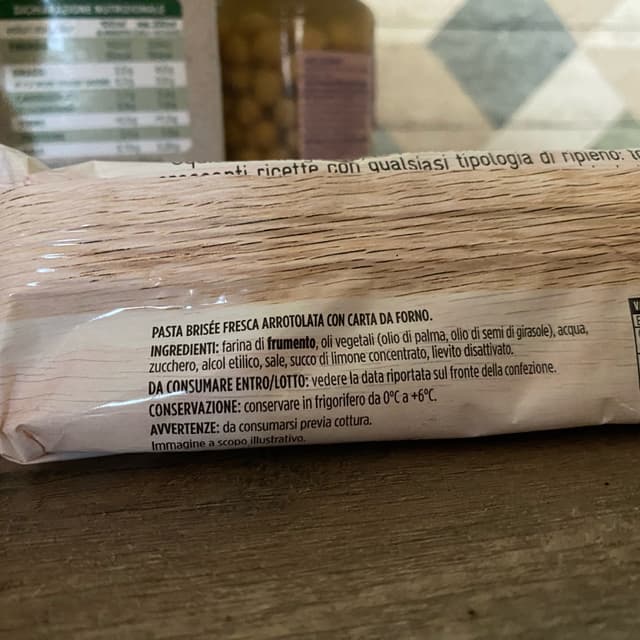 DICHIARAZIONE NUTRIZIONALE
ricette con qualsiasi tipologia di ripieno:
PASTA BRISÉE FRESCA ARROTOLATA CON CARTA DA FORNO.
INGREDIENTI: farina di frumento, oli vegetali (olio di palma, olio di semi di girasole), acqua,
zucchero, alcol etilico, sale, succo di limone concentrato, lievito disattivato.
DA CONSUMARE ENTRO/LOTTO: vedere la data riportata sul fronte della confezione.
CONSERVAZIONE: conservare in frigorifero da 0°C a +6°C.
AVVERTENZE: da consumarsi previa cottura.
Immagine a scopo illustrativo.